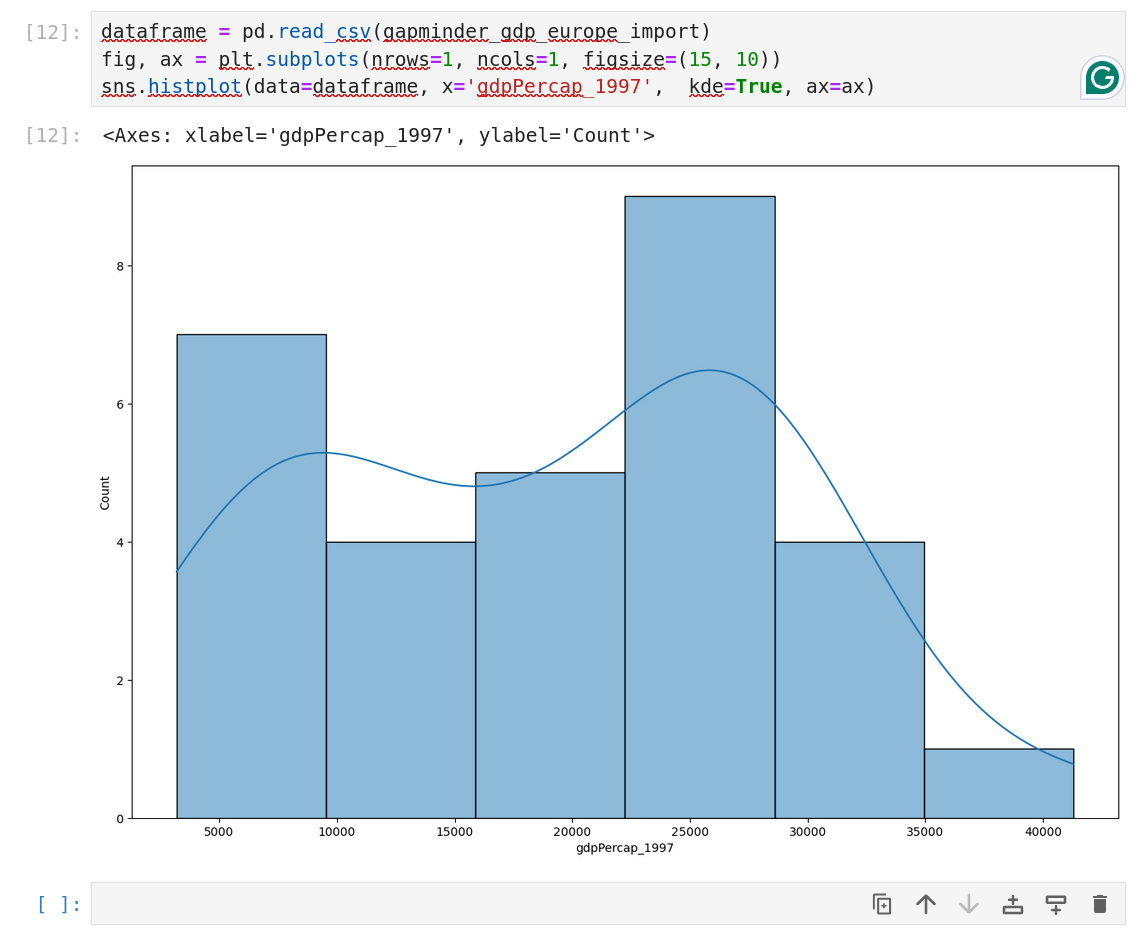 [12]: dataframe = pd.read_csv(gapminder_gdp_europe_import)
fig, ax = plt.subplots(nrows=1, ncols=1, figsize=(15, 10))
sns.histplot(data=dataframe, x='gdpPercap_1997',  kde=True, ax=ax)
G
[12]: <Axes: xlabel='gdpPercap_1997', ylabel='Count'>
8
6
4
2
0
Count
5000 10000 15000 20000 25000 30000 35000 40000
gdpPercap_1997
[ ]: